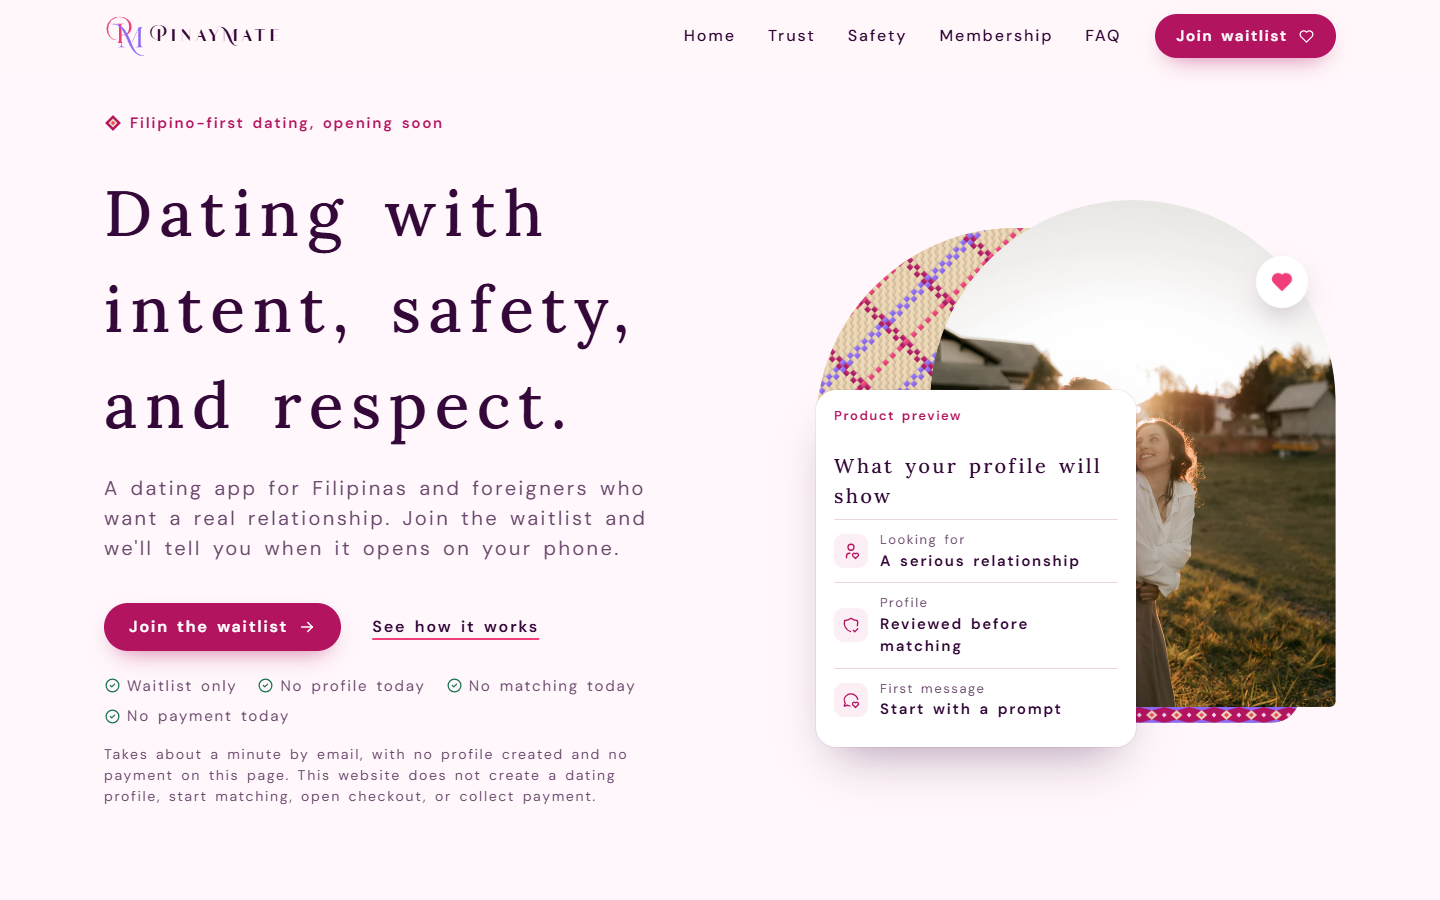 PINAYMATE
Home
Trust
Safety
Membership
FAQ
Join waitlist
Filipino-first dating, opening soon
Dating with
intent, safety,
and respect.
A dating app for Filipinas and foreigners who
want a real relationship. Join the waitlist and
we'll tell you when it opens on your phone.
Join the waitlist
See how it works
Waitlist only
No profile today
No matching today
No payment today
Takes about a minute by email, with no profile created and no
payment on this page. This website does not create a dating
profile, start matching, open checkout, or collect payment.
Product preview
What your profile will
show
Looking for
A serious relationship
Profile
Reviewed before
matching
First message
Start with a prompt